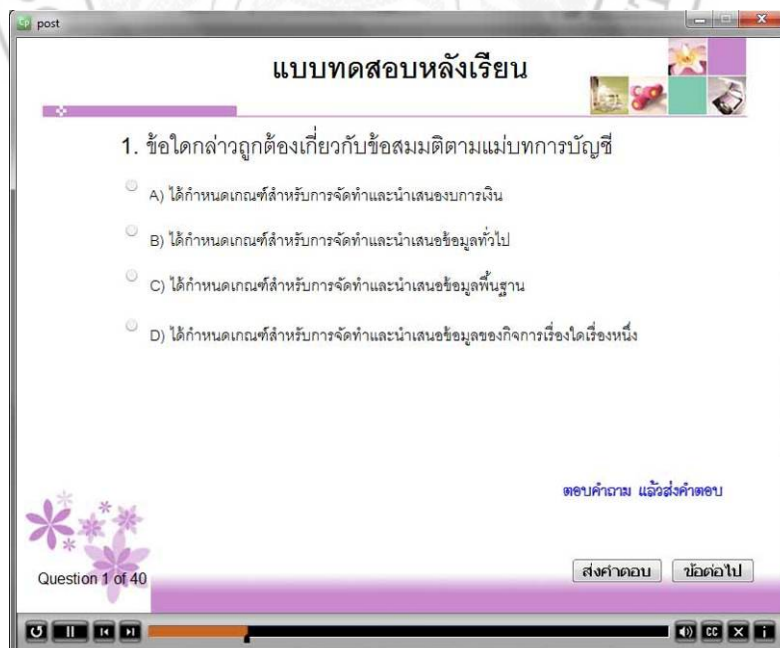 post
แบบทดสอบหลังเรียน
1. ข้อใดกล่าวถูกต้องเกี่ยวกับข้อสมมติตามแม่บทการบัญชี
A) ได้กำหนดเกณฑ์สำหรับการจัดทำและนำเสนองบการเงิน
B) ได้กำหนดเกณฑ์สำหรับการจัดทำและนำเสนอข้อมูลทั่วไป
C) ได้กำหนดเกณฑ์สำหรับการจัดทำและนำเสนอข้อมูลพื้นฐาน
D) ได้กำหนดเกณฑ์สำหรับการจัดทำและนำเสนอข้อมูลของกิจการเรื่องใดเรื่องหนึ่ง
ตอบคำถาม แล้วส่งคำตอบ
ส่งคำตอบ ข้อต่อไป
Question 1 of 40
CC